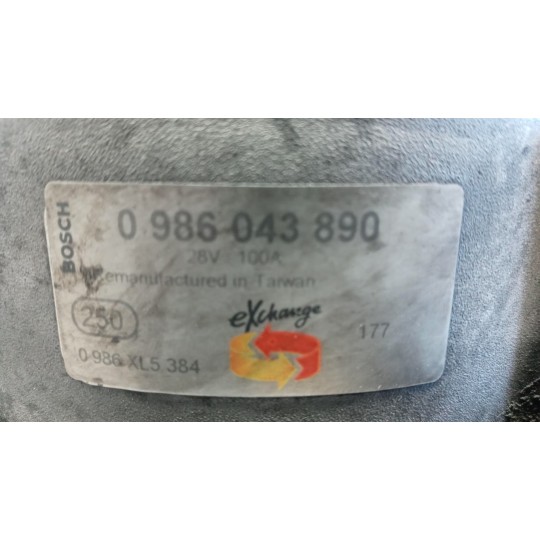 BOSCH
0 986 043 890
28V 100A
Remanufactured in Taiwan
250
eXchange
177
0 986 XL5 384